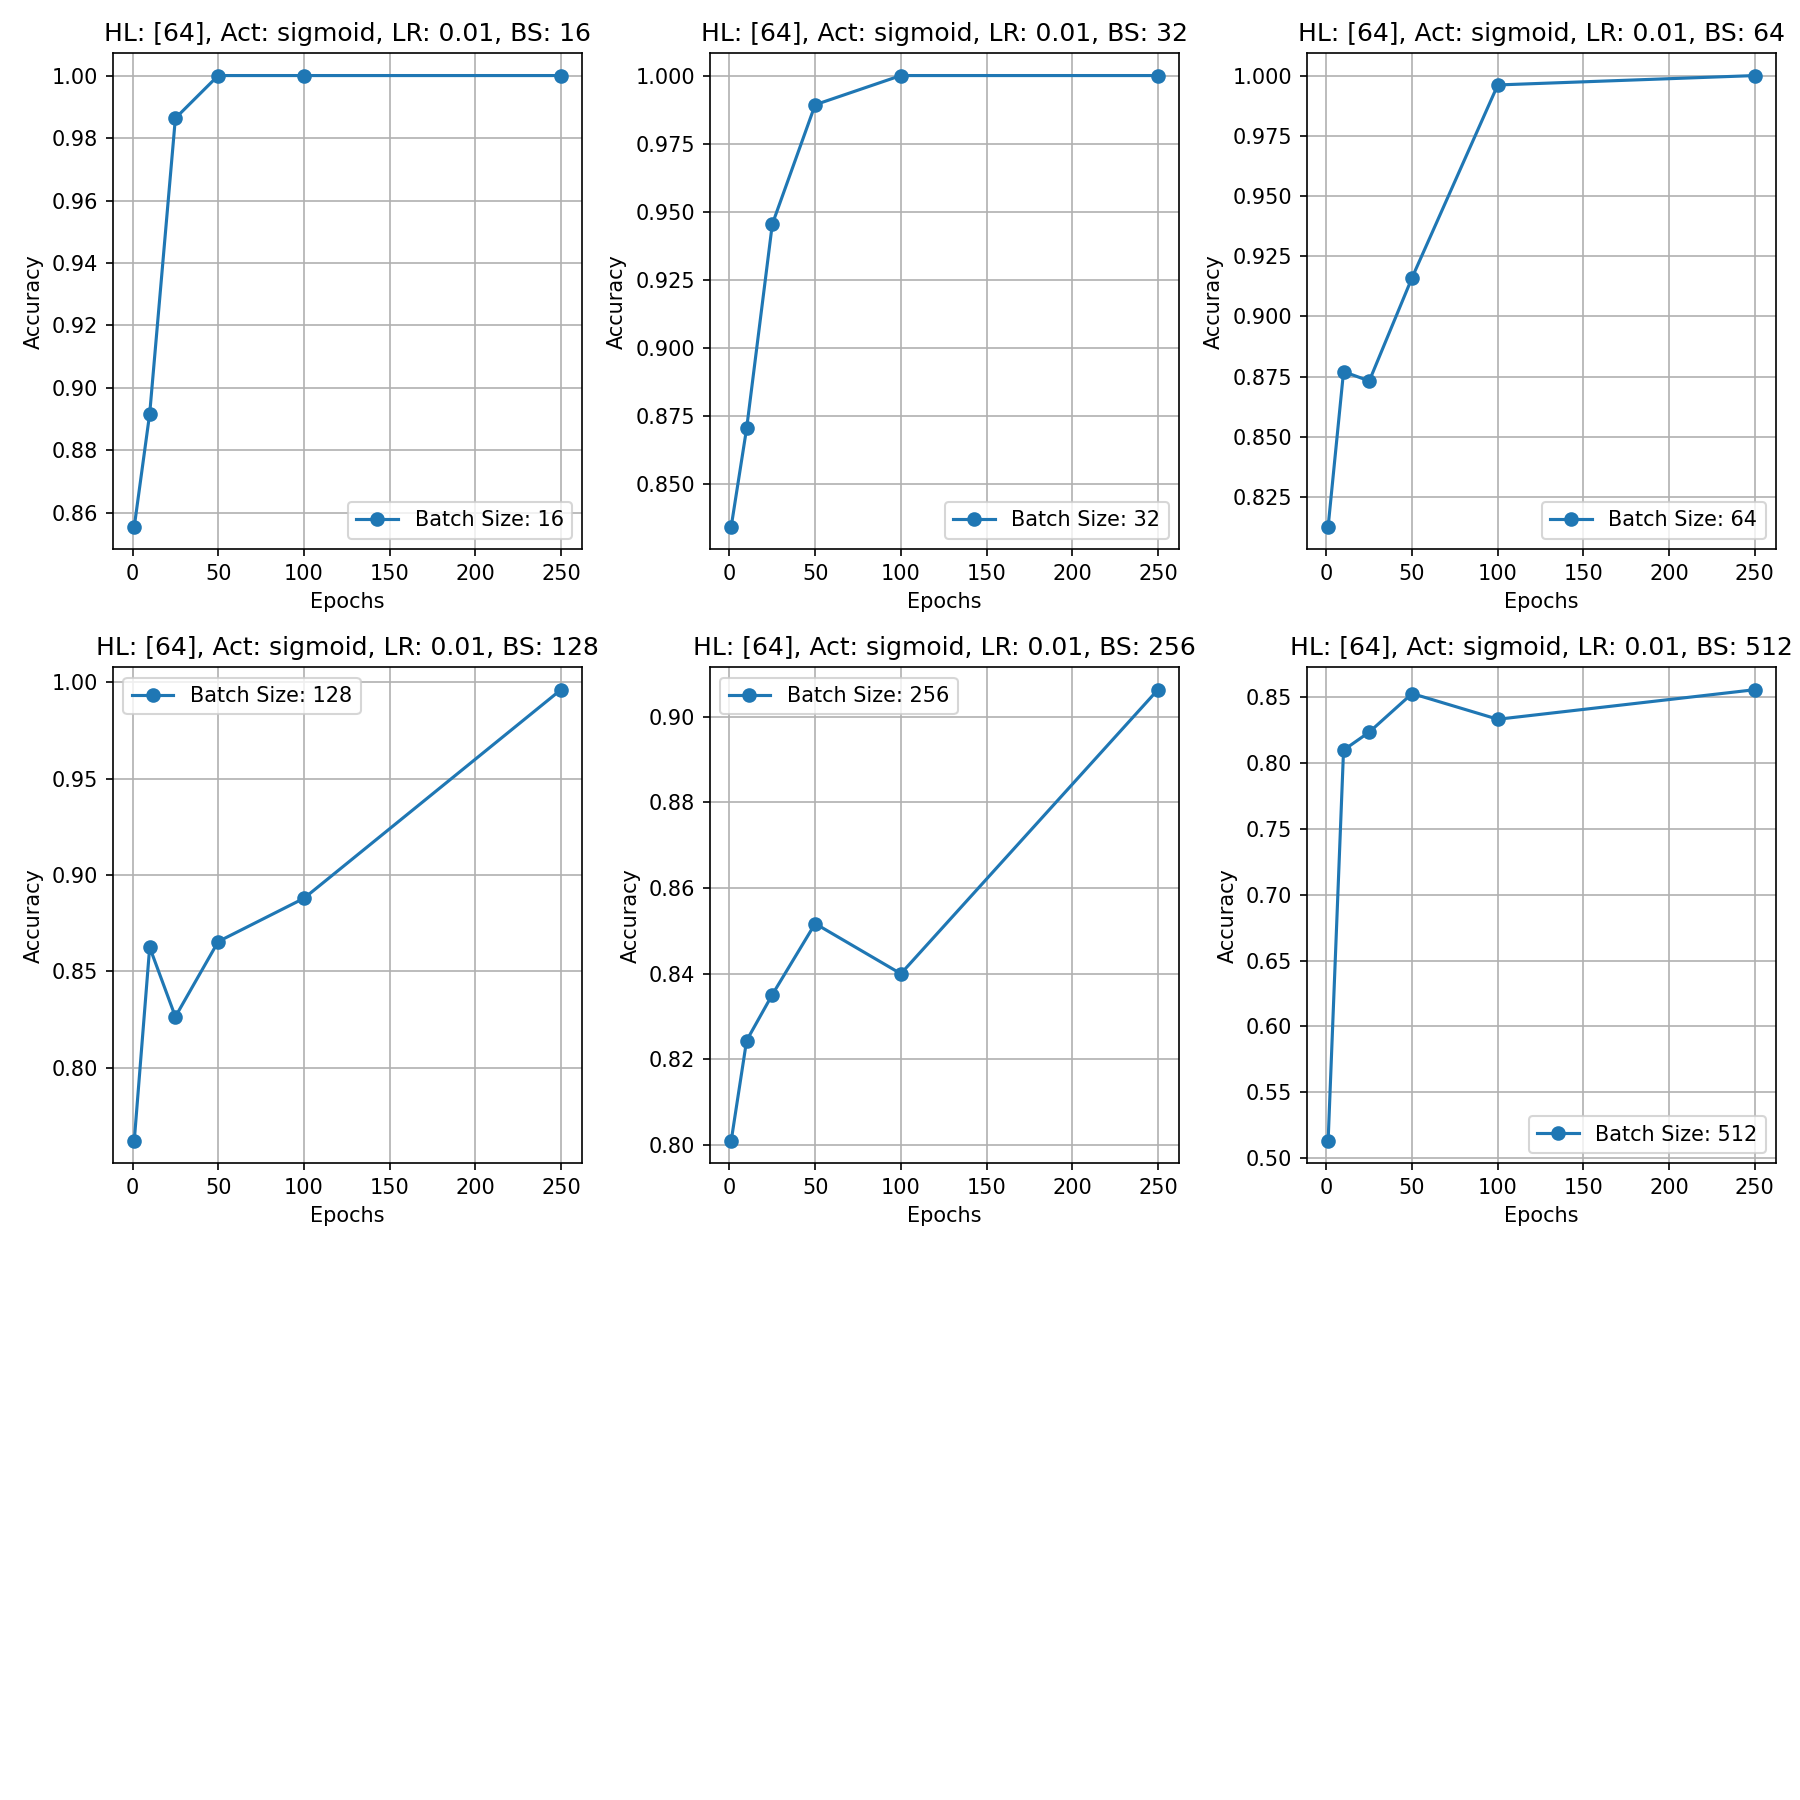 HL: [64], Act: sigmoid, LR: 0.01, BS: 16
1.00
0.98
0.96
0.94
0.92
0.90
0.88
0.86
Accuracy
Batch Size: 16
0 50 100 150 200 250
Epochs
HL: [64], Act: sigmoid, LR: 0.01, BS: 32
1.000
0.975
0.950
0.925
0.900
0.875
0.850
Accuracy
Batch Size: 32
0 50 100 150 200 250
Epochs
HL: [64], Act: sigmoid, LR: 0.01, BS: 64
1.000
0.975
0.950
0.925
0.900
0.875
0.850
0.825
Accuracy
Batch Size: 64
0 50 100 150 200 250
Epochs
HL: [64], Act: sigmoid, LR: 0.01, BS: 128
Batch Size: 128
1.00
0.95
0.90
0.85
0.80
Accuracy
0 50 100 150 200 250
Epochs
HL: [64], Act: sigmoid, LR: 0.01, BS: 256
Batch Size: 256
0.90
0.88
0.86
0.84
0.82
0.80
Accuracy
0 50 100 150 200 250
Epochs
HL: [64], Act: sigmoid, LR: 0.01, BS: 512
0.85
0.80
0.75
0.70
0.65
0.60
0.55
0.50
Accuracy
Batch Size: 512
0 50 100 150 200 250
Epochs